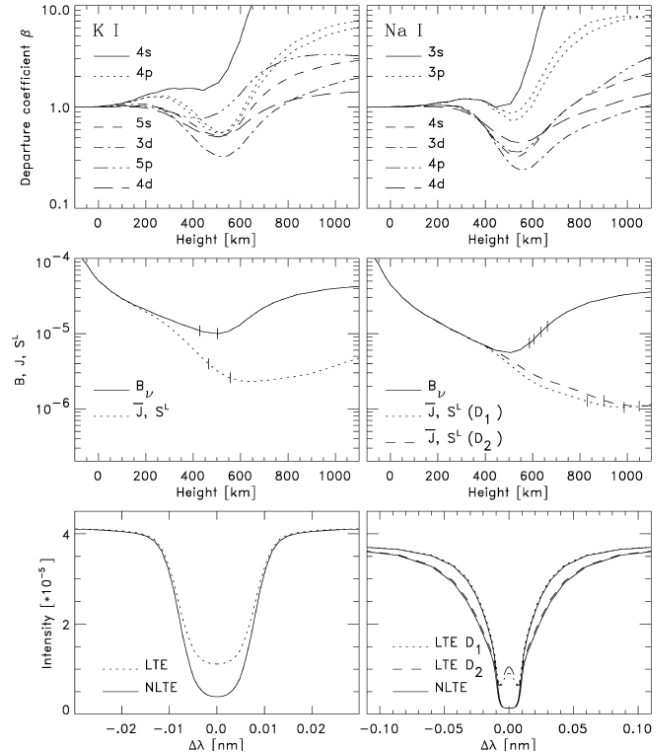 K I
Na I
Departure coefficient β
10.0
1.0
0.1
4s
4p
5s
3d
5p
4d
3s
3p
4s
3d
4p
4d
0 200 400 600 800 1000
Height [km]
0 200 400 600 800 1000
Height [km]
B, J, S^L
10^-4
10^-5
10^-6
B_ν
J̅, S^L
B_ν
J̅, S^L (D_1)
J̅, S^L (D_2)
0 200 400 600 800 1000
Height [km]
0 200 400 600 800 1000
Height [km]
Intensity [*10^-5]
4
2
0
LTE
NLTE
LTE D_1
LTE D_2
NLTE
-.02 -0.01 0.00 0.01 0.02
Δλ [nm]
-0.10 -0.05 0.00 0.05 0.10
Δλ [nm]